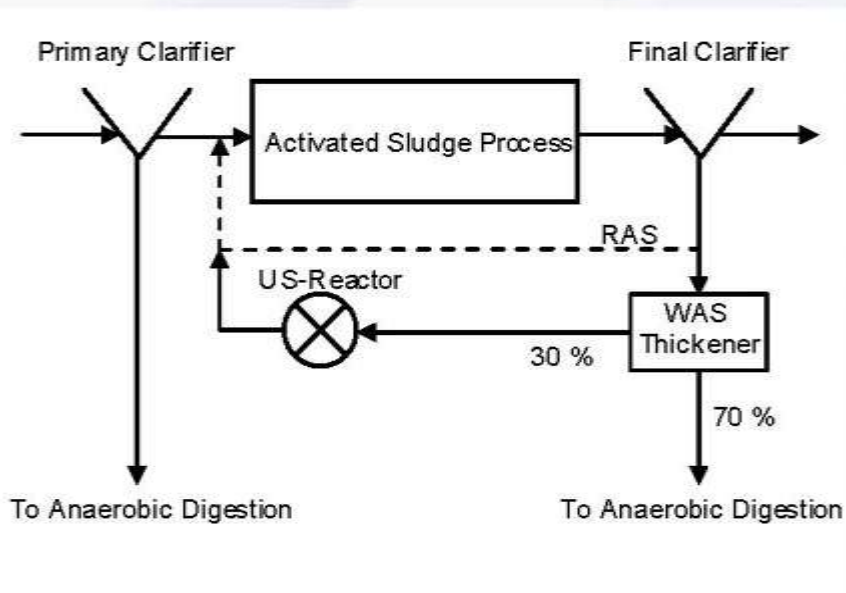 Primary Clarifier
Final Clarifier
Activated Sludge Process
RAS
US-Reactor
WAS
Thickener
30 %
70 %
To Anaerobic Digestion
To Anaerobic Digestion